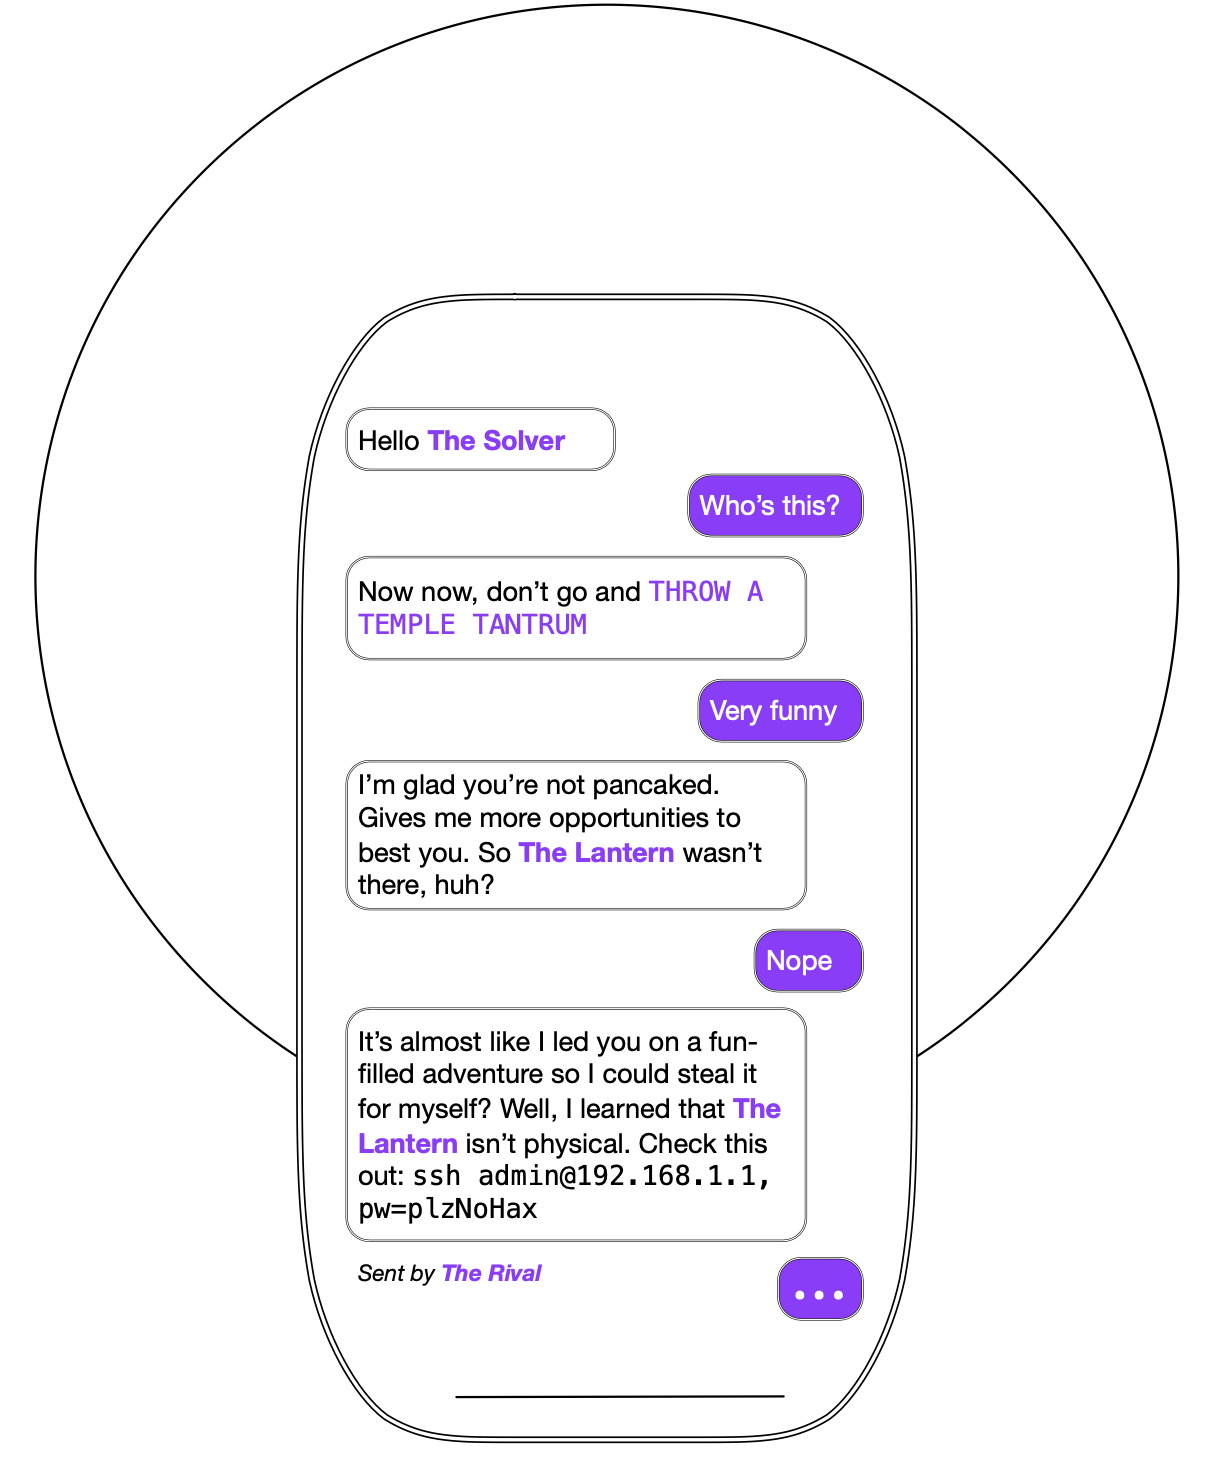 Hello The Solver
Who’s this?
Now now, don’t go and THROW A
TEMPLE TANTRUM
Very funny
I’m glad you’re not pancaked.
Gives me more opportunities to
best you. So The Lantern wasn’t
there, huh?
Nope
It’s almost like I led you on a fun-
filled adventure so I could steal it
for myself? Well, I learned that The
Lantern isn’t physical. Check this
out: ssh admin@192.168.1.1,
pw=plzNoHax
Sent by The Rival
...